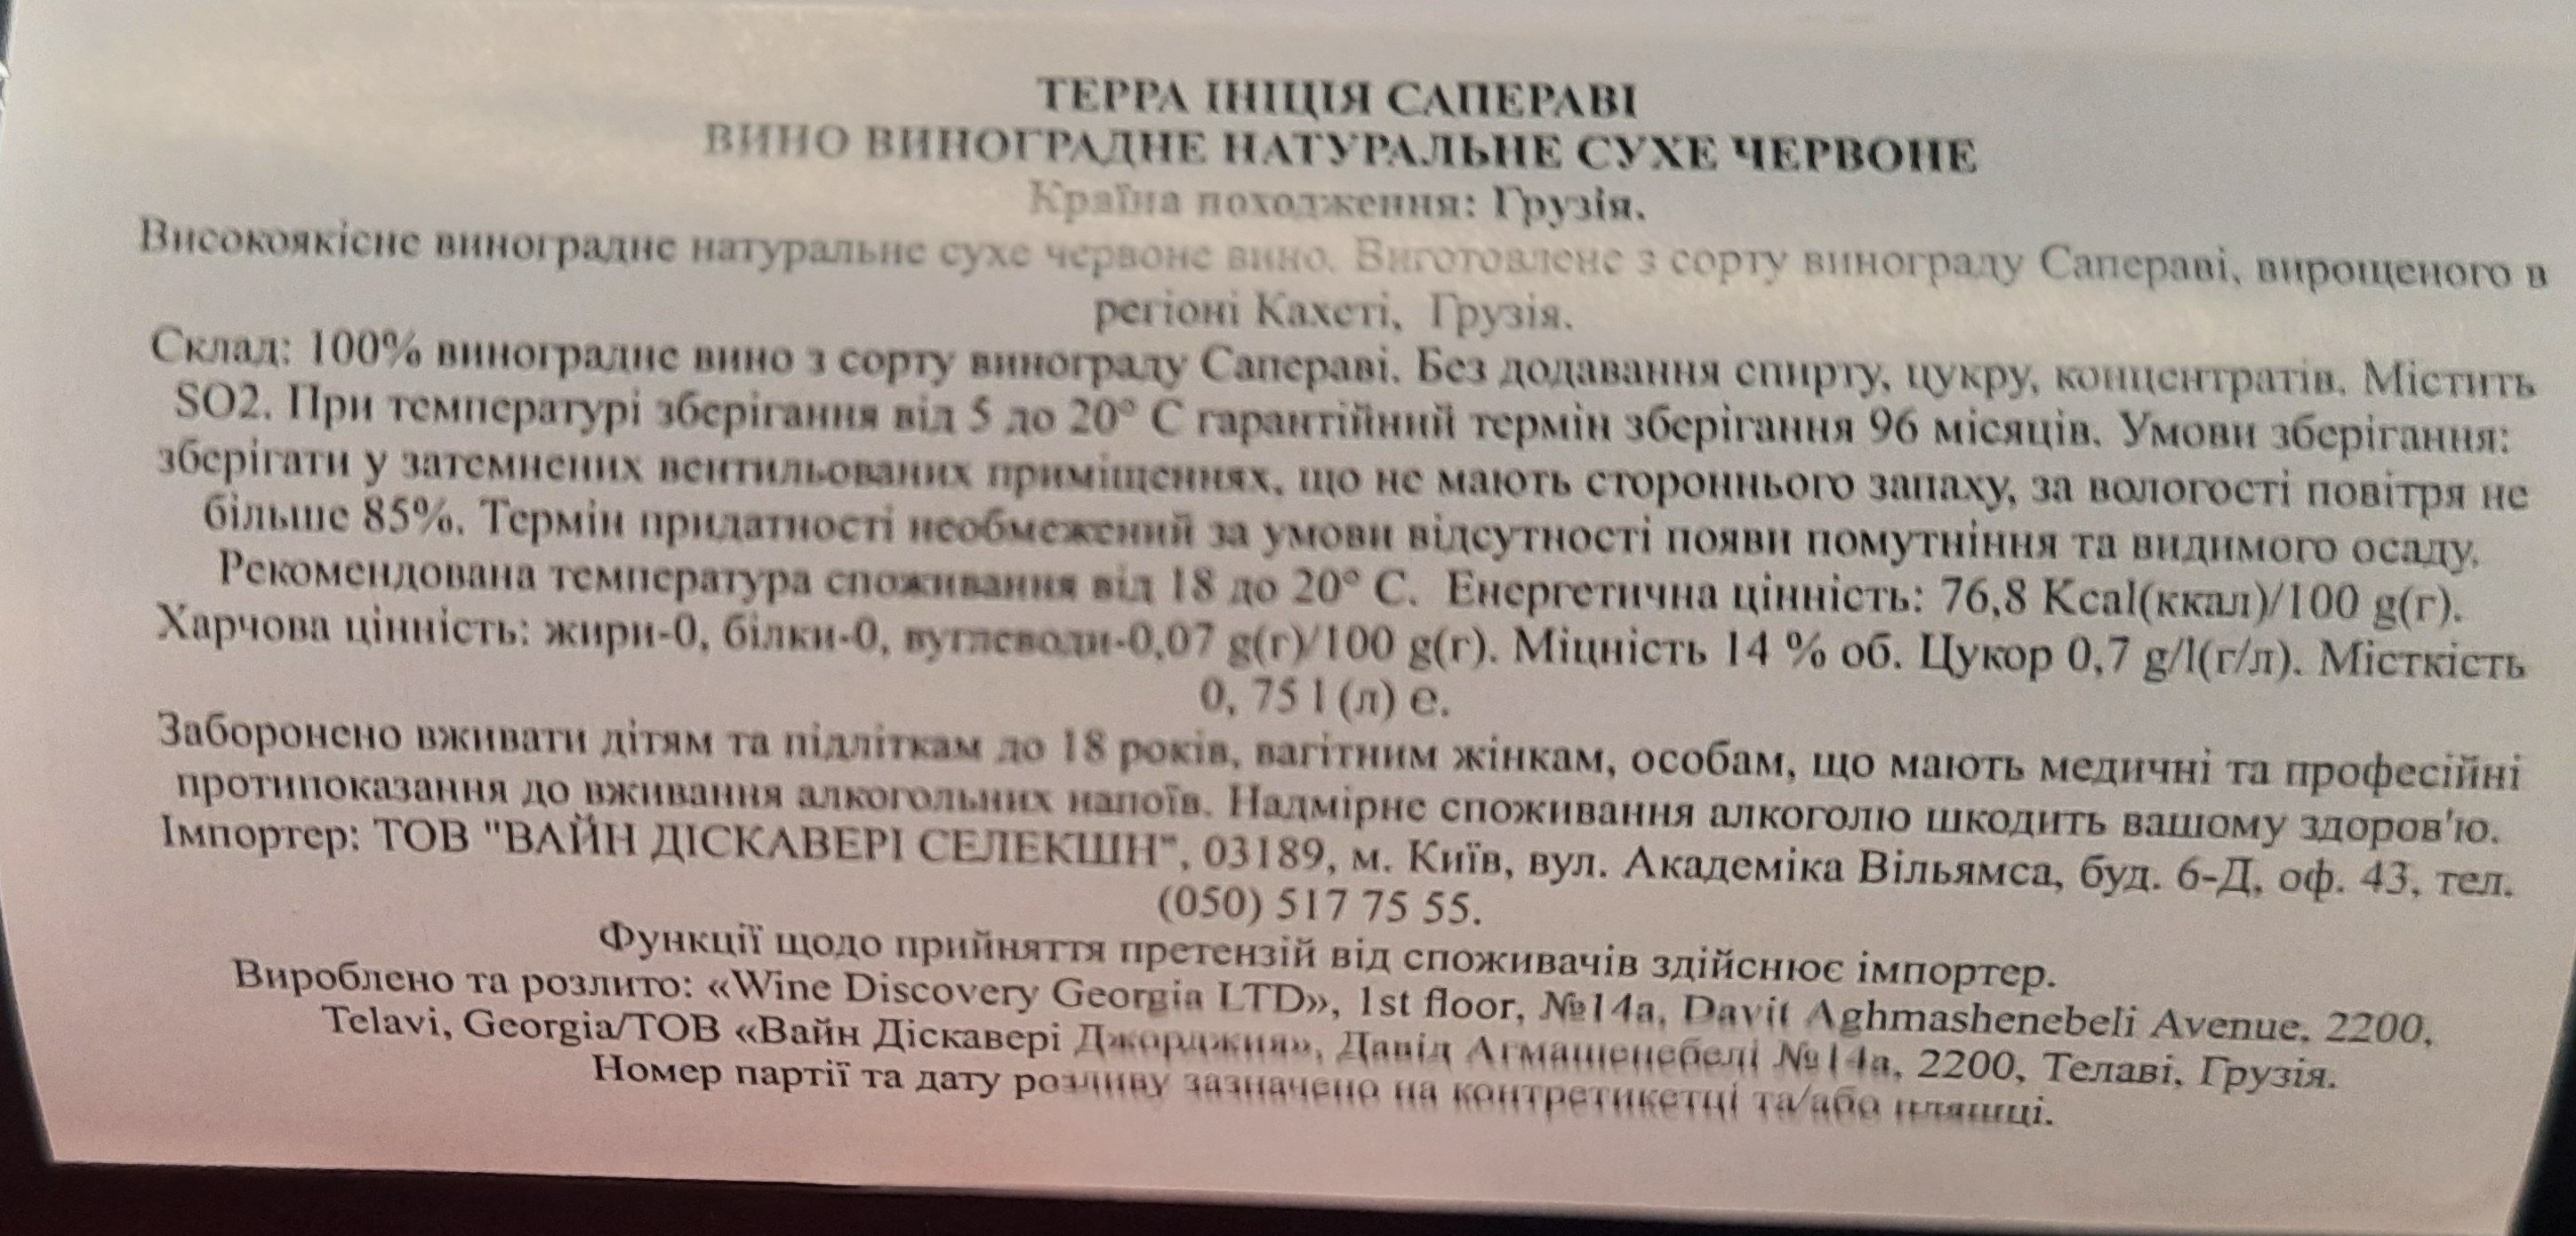 ТЕРРА ІНІЦІЯ САПЕРАВІ
ВИНО ВИНОГРАДНЕ НАТУРАЛЬНЕ СУХЕ ЧЕРВОНЕ
Країна походження: Грузія.
Високоякісне виноградне натуральне сухе червоне вино. Виготовлене з сорту винограду Сапераві, вирощеного в
регіоні Кахеті, Грузія.
Склад: 100% виноградне вино з сорту винограду Сапераві. Без додавання спирту, цукру, концентратів. Містить
SO2. При температурі зберігання від 5 до 20° С гарантійний термін зберігання 96 місяців. Умови зберігання:
зберігати у затемнених вентильованих приміщеннях, що не мають стороннього запаху, за вологості повітря не
більше 85%. Термін придатності необмежений за умови відсутності появи помутніння та видимого осаду.
Рекомендована температура споживання від 18 до 20° С. Енергетична цінність: 76,8 Kcal(ккал)/100 g(г).
Харчова цінність: жири-0, білки-0, вуглеводи-0,07 g(г)/100 g(г). Міцність 14 % об. Цукор 0,7 g/l(г/л). Місткість
0, 75 l (л) е.
Заборонено вживати дітям та підліткам до 18 років, вагітним жінкам, особам, що мають медичні та професійні
протипоказання до вживання алкогольних напоїв. Надмірне споживання алкоголю шкодить вашому здоров'ю.
Імпортер: ТОВ "ВАЙН ДІСКАВЕРІ СЕЛЕКШН", 03189, м. Київ, вул. Академіка Вільямса, буд. 6-Д, оф. 43, тел.
(050) 517 75 55.
Функції щодо прийняття претензій від споживачів здійснює імпортер.
Вироблено та розлито: «Wine Discovery Georgia LTD», 1st floor, №14a, Davit Aghmashenebeli Avenue, 2200,
Telavi, Georgia/ТОВ «Вайн Діскавері Джорджия», Давід Агмашенебелі №14а, 2200, Телаві, Грузія.
Номер партії та дату розливу зазначено на контретикетці та/або пляшці.